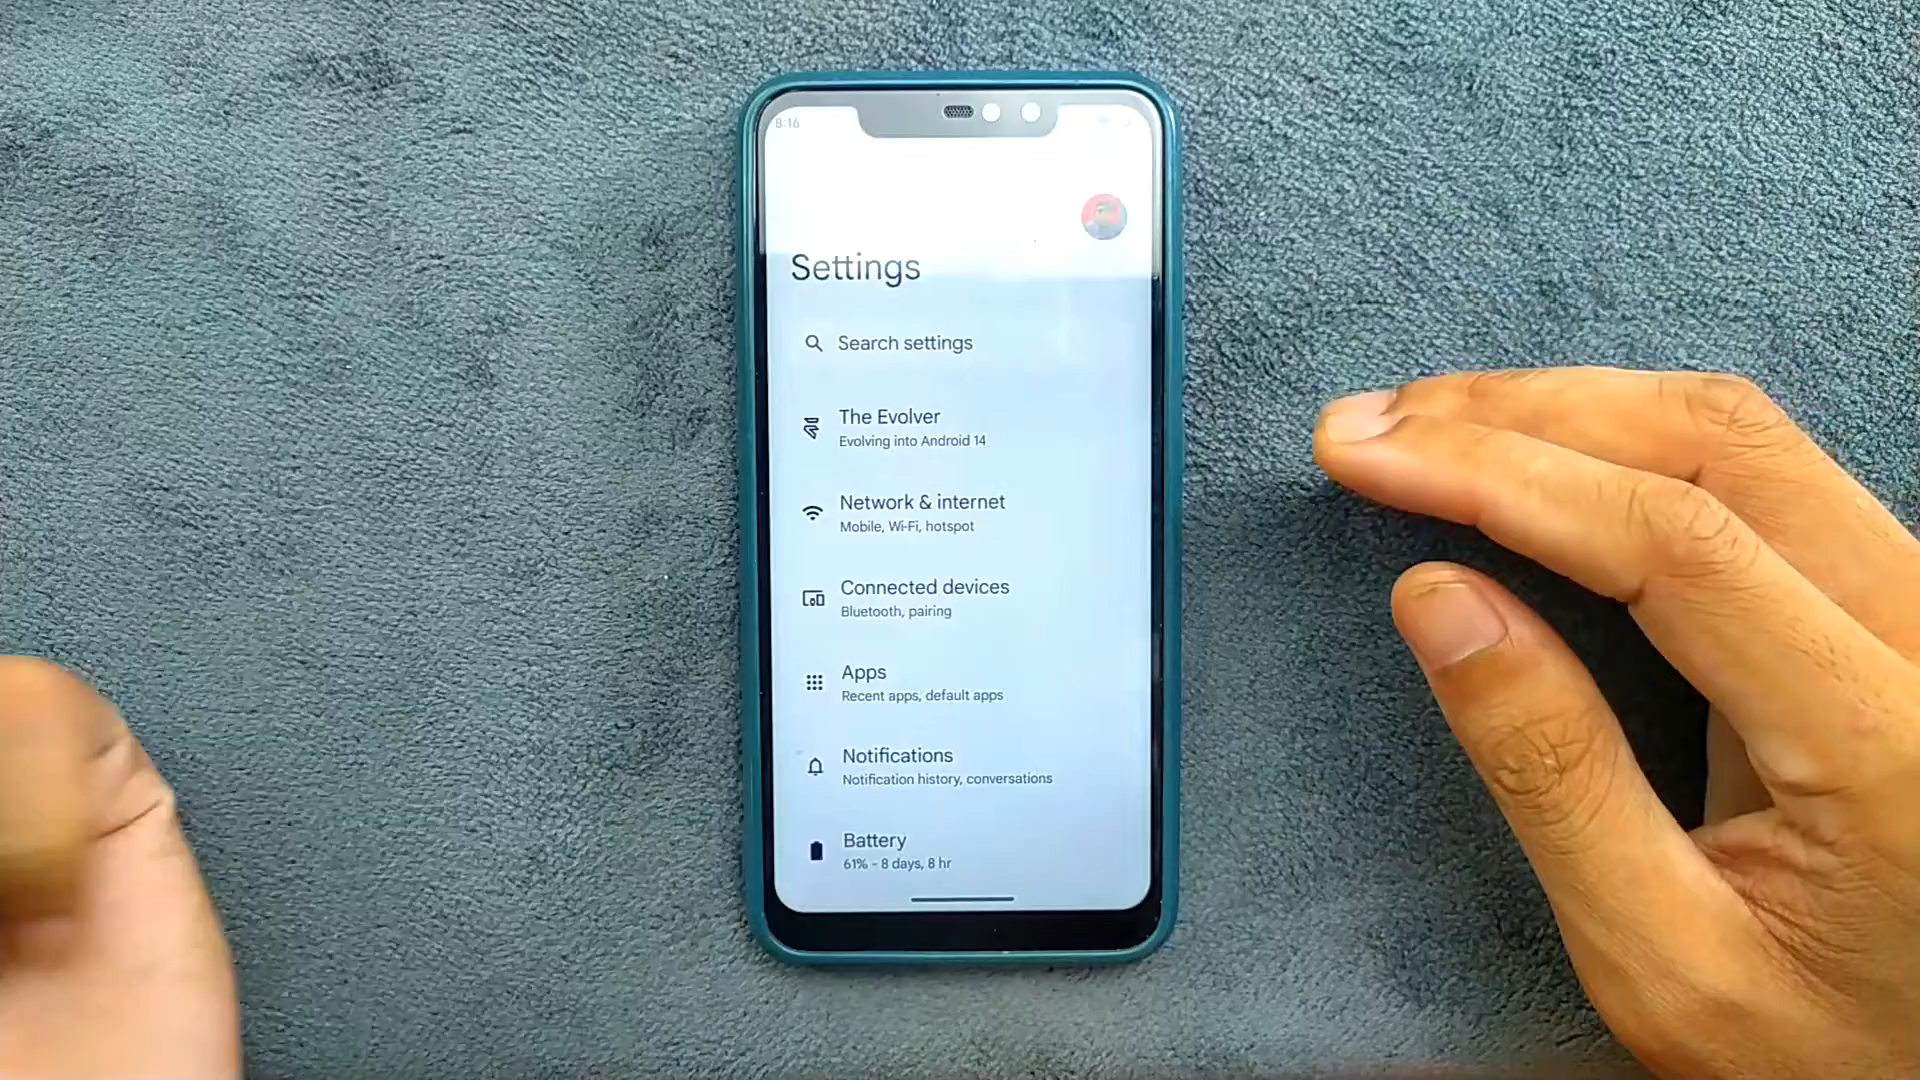 8:16
Settings
Search settings
The Evolver
Evolving into Android 14
Network & internet
Mobile, Wi-Fi, hotspot
Connected devices
Bluetooth, pairing
Apps
Recent apps, default apps
Notifications
Notification history, conversations
Battery
61% - 8 days, 8 hr